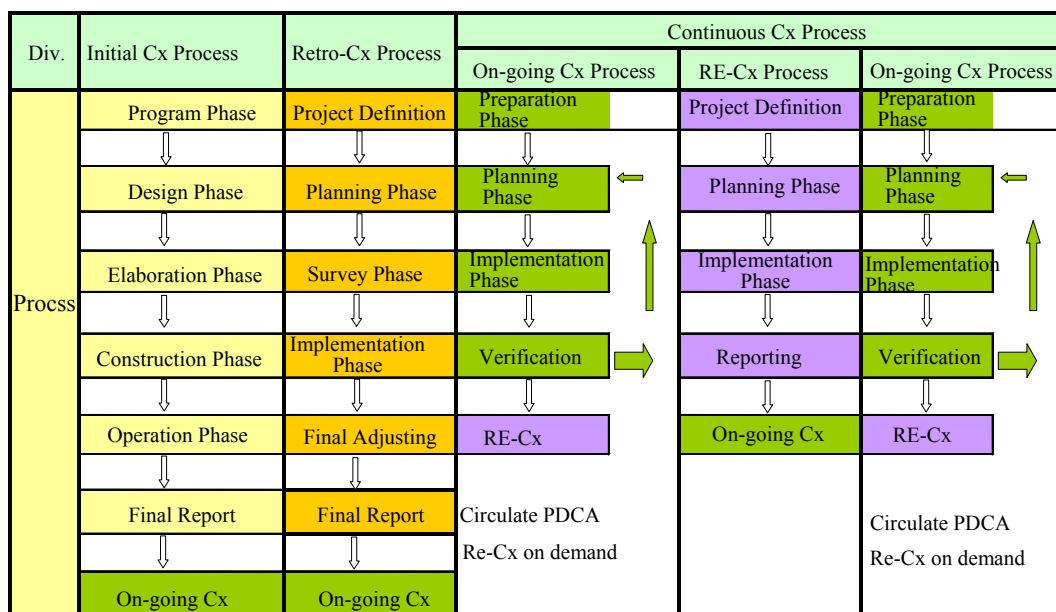 Div.
Initial Cx Process
Retro-Cx Process
Continuous Cx Process
On-going Cx Process
RE-Cx Process
On-going Cx Process
Procss
Program Phase
Project Definition
Preparation
Phase
Project Definition
Preparation
Phase
Design Phase
Planning Phase
Planning
Phase
Planning Phase
Planning
Phase
Elaboration Phase
Survey Phase
Implementation
Phase
Implementation
Phase
Implementation
Phase
Construction Phase
Implementation
Phase
Verification
Reporting
Verification
Operation Phase
Final Adjusting
RE-Cx
On-going Cx
RE-Cx
Final Report
Final Report
Circulate PDCA
Re-Cx on demand
Circulate PDCA
Re-Cx on demand
On-going Cx
On-going Cx